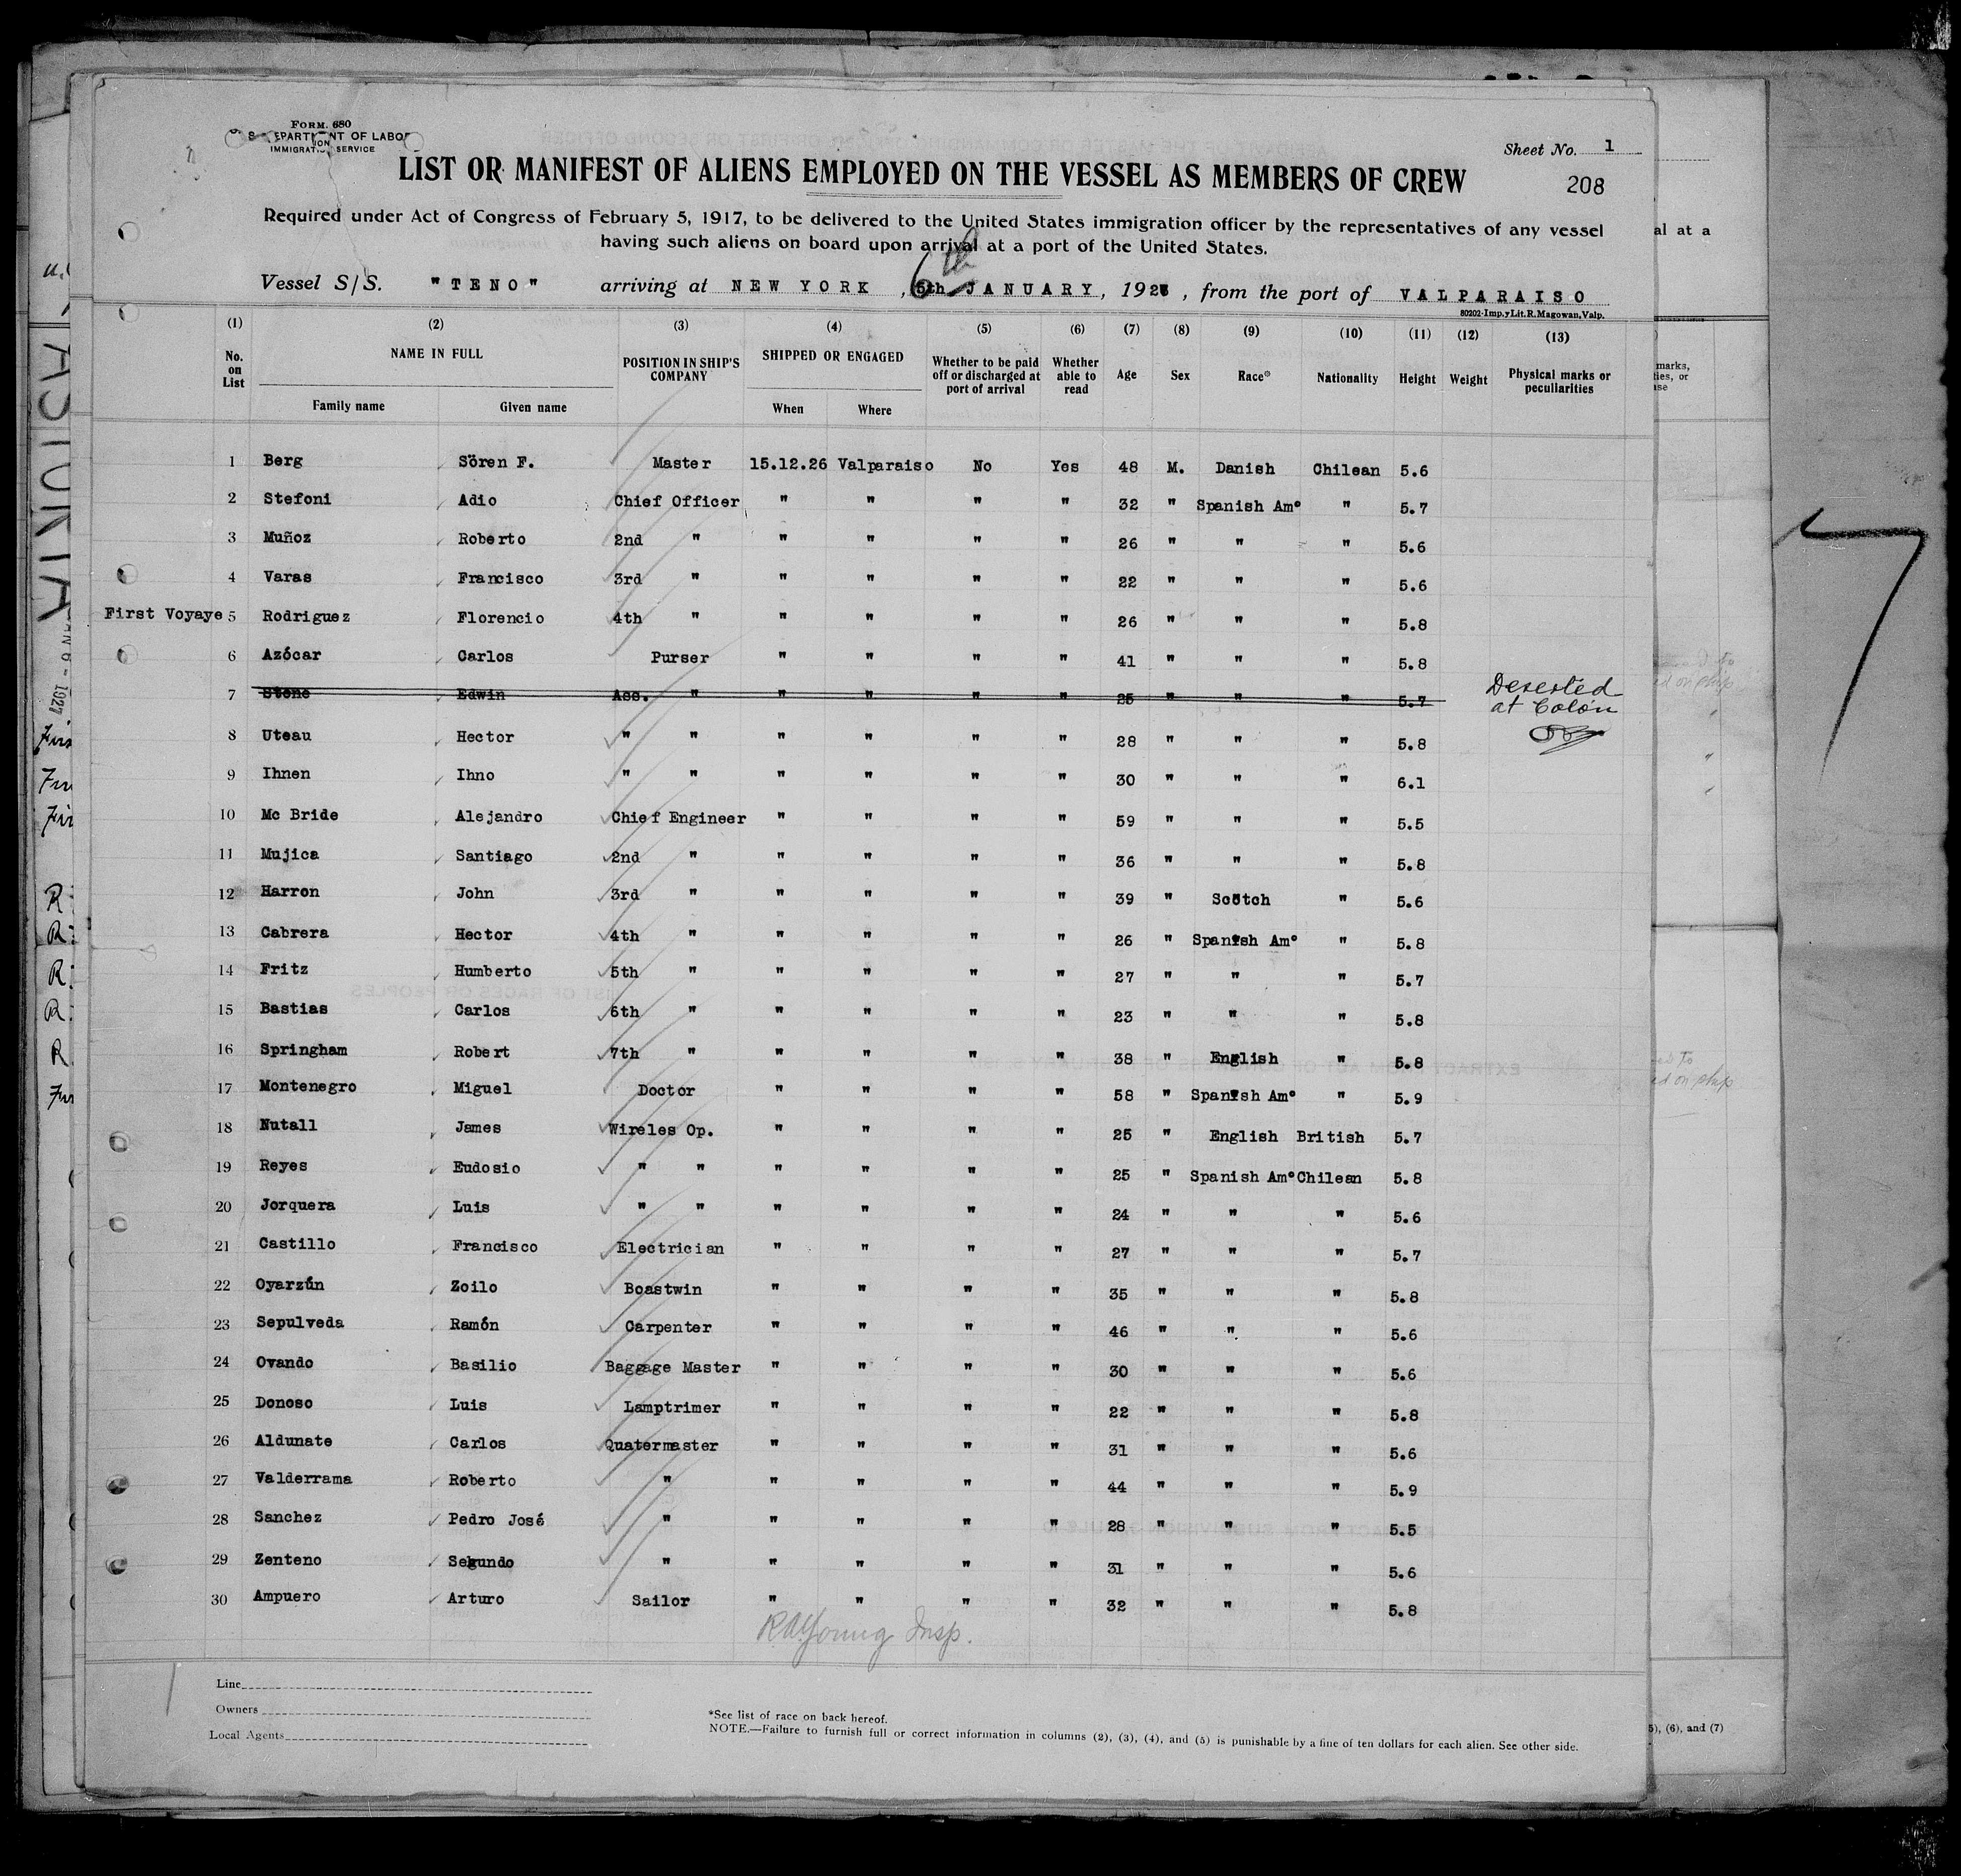 Form. 680
IMMIGRATION SERVICE
Sheet No. 1
LIST OR MANIFEST OF ALIENS EMPLOYED ON THE VESSEL AS MEMBERS OF CREW
208
Required under Act of Congress of February 5, 1917, to be delivered to the United States immigration officer by the representatives of any vessel
having such aliens on board upon arrival at a port of the United States.
6th
Vessel S/S. "TENO" arriving at NEW YORK, 5th JANUARY, 1927, from the port of VALPARAISO
80202-Imp.y Lit.R.Magowan,Valp.
(1) (2) (3) (4) (5) (6) (7) (8) (9) (10) (11) (12) (13)
No. on List NAME IN FULL POSITION IN SHIP'S COMPANY SHIPPED OR ENGAGED Whether to be paid off or discharged at port of arrival Whether able to read Age Sex Race* Nationality Height Weight Physical marks or peculiarities
Family name Given name When Where
1 Berg Sören F. Master 15.12.26 Valparaiso No Yes 48 M. Danish Chilean 5.6
2 Stefoni Adio Chief Officer " " " " 32 " Spanish Am° " 5.7
3 Muñoz Roberto 2nd " " " " " 26 " " " 5.6
4 Varas Francisco 3rd " " " " " 22 " " " 5.6
First Voyaye 5 Rodriguez Florencio 4th " " " " " 26 " " " 5.8
6 Azócar Carlos Purser " " " " 41 " " " 5.8
7 Stone Edwin Ass. " " " " " 25 " " " 5.7 Deserted
at Colón
8 Uteau Hector " " " " " " 28 " " " 5.8
9 Ihnen Ihno " " " " " " 30 " " " 6.1
10 Mc Bride Alejandro Chief Engineer " " " " 59 " " " 5.5
11 Mujica Santiago 2nd " " " " " 36 " " " 5.8
12 Harron John 3rd " " " " " 39 " Scotch " 5.6
13 Cabrera Hector 4th " " " " " 26 " Spanish Am° " 5.8
14 Fritz Humberto 5th " " " " " 27 " " " 5.7
15 Bastias Carlos 6th " " " " " 23 " " " 5.8
16 Springham Robert 7th " " " " " 38 " English " 5.8
17 Montenegro Miguel Doctor " " " " 58 " Spanish Am° " 5.9
18 Nutall James Wireles Op. " " " " 25 " English British 5.7
19 Reyes Eudosio " " " " " " 25 " Spanish Am° Chilean 5.8
20 Jorquera Luis " " " " " " 24 " " " 5.6
21 Castillo Francisco Electrician " " " " 27 " " " 5.7
22 Oyarzún Zoilo Boastwin " " " " 35 " " " 5.8
23 Sepulveda Ramón Carpenter " " " " 46 " " " 5.6
24 Ovando Basilio Baggage Master " " " " 30 " " " 5.6
25 Donoso Luis Lamptrimer " " " " 22 " " " 5.8
26 Aldunate Carlos Quatermaster " " " " 31 " " " 5.6
27 Valderrama Roberto " " " " " 44 " " " 5.9
28 Sanchez Pedro José " " " " " 28 " " " 5.5
29 Zenteno Segundo " " " " " 31 " " " 5.6
30 Ampuero Arturo Sailor " " " " 32 " " " 5.8
R A Young Insp.
Line
Owners
Local Agents
*See list of race on back hereof.
NOTE.—Failure to furnish full or correct information in columns (2), (3), (4), and (5) is punishable by a fine of ten dollars for each alien. See other side.